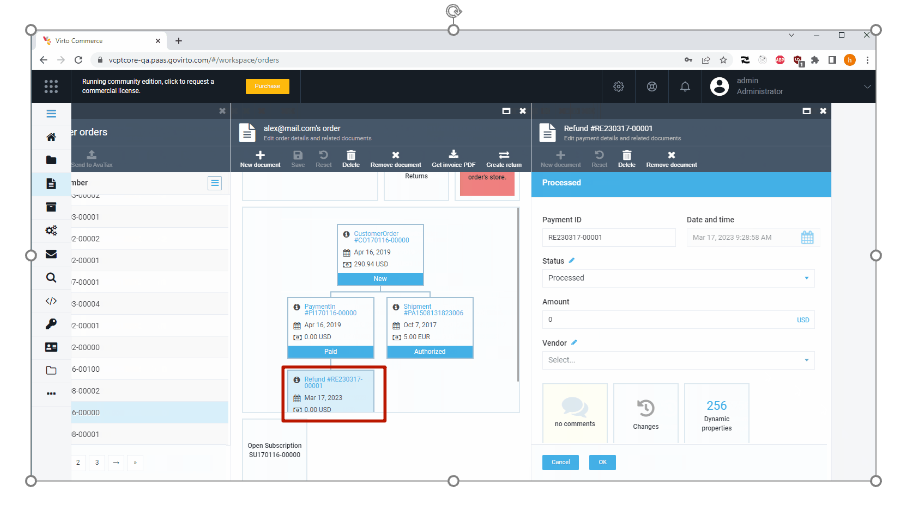 Virto Commerce
vcptcore-qa.paas.govirto.com/#/workspace/orders
Running community edition, click to request a
commercial license.
Purchase
admin
Administrator
er orders
Send to AvaTax
mber
3-00002
3-00001
2-00002
2-00001
7-00001
3-00004
2-00001
2-00000
6-00100
8-00002
6-00000
8-00001
2 3 → »
alex@mail.com's order
Edit order details and related documents
New document Save Reset Delete Remove document Get invoice PDF Create return
Returns
order's store.
CustomerOrder
#CO170116-00000
Apr 16, 2019
290.94 USD
New
PaymentIn
#PI170116-00000
Apr 16, 2019
0.00 USD
Paid
Shipment
#PA1508131823006
Oct 7, 2017
5.00 EUR
Authorized
Refund #RE230317-
00001
Mar 17, 2023
0.00 USD
Open Subscription
SU170116-00000
Refund #RE230317-00001
Edit payment details and related documents
New document Reset Delete Remove document
Processed
Payment ID
Date and time
RE230317-00001
Mar 17, 2023 9:28:58 AM
Status
Processed
Amount
0
USD
Vendor
Select...
no comments
Changes
256
Dynamic
properties
Cancel
OK